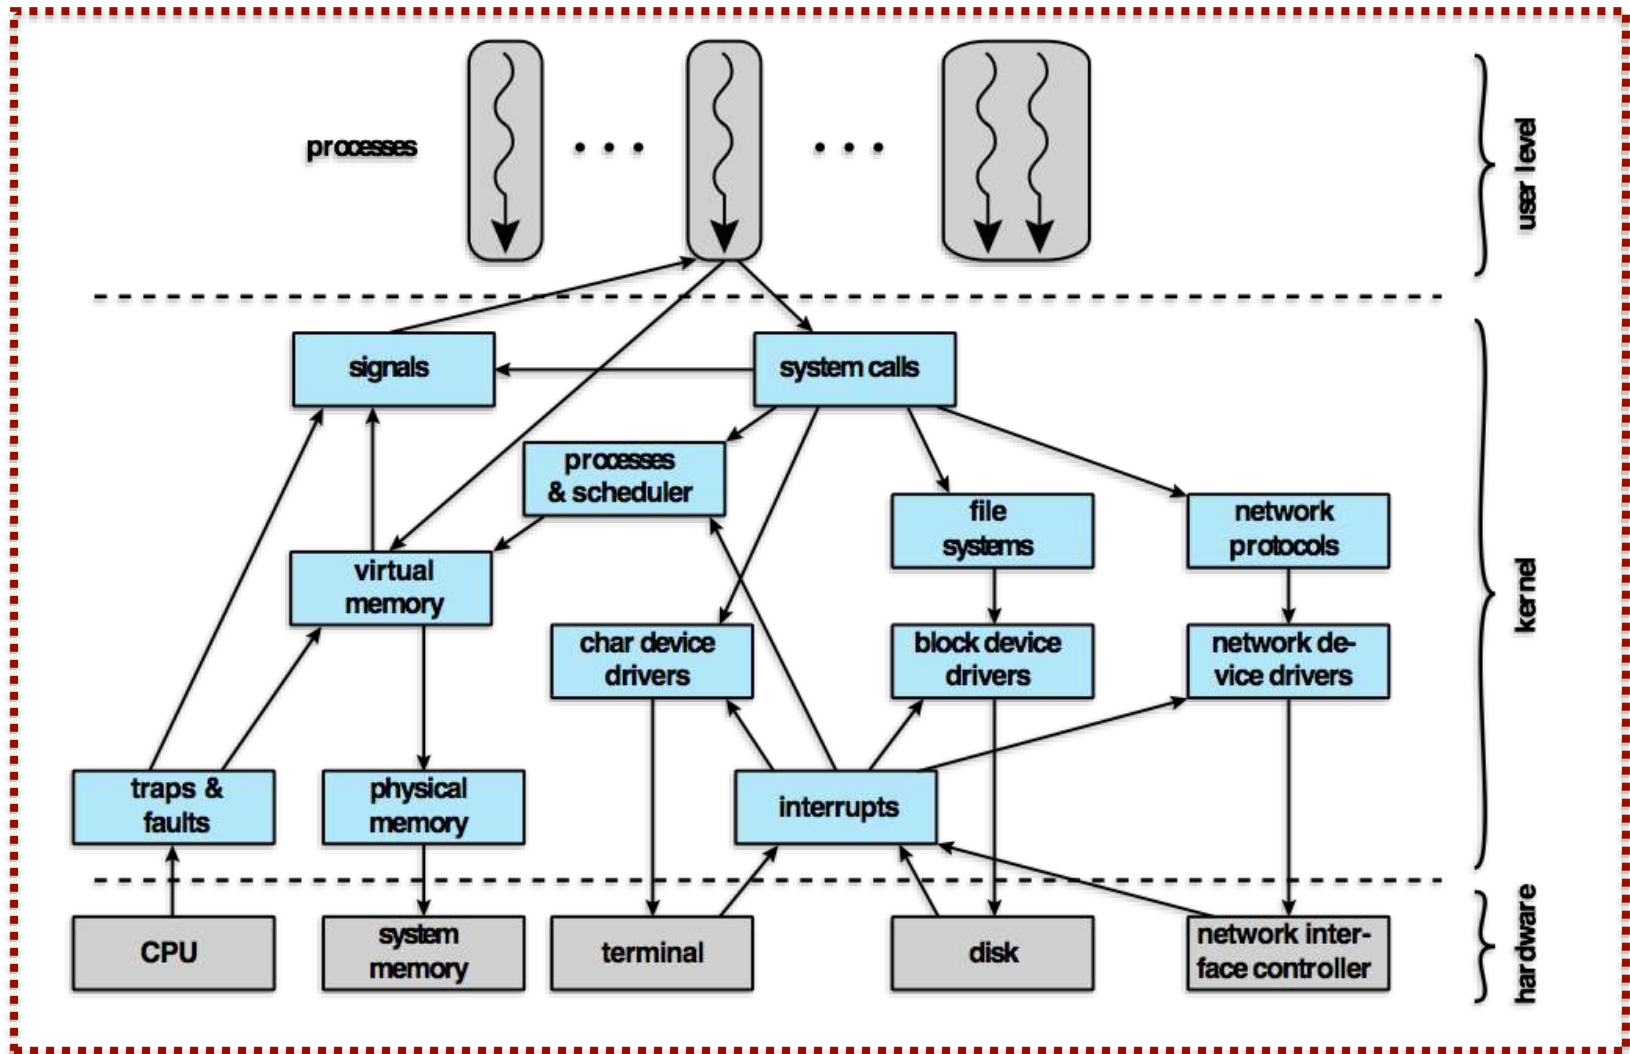 processes
user level
signals
system calls
processes
& scheduler
file
systems
network
protocols
virtual
memory
kernel
char device
drivers
block device
drivers
network de-
vice drivers
traps &
faults
physical
memory
interrupts
CPU
system
memory
terminal
disk
network inter-
face controller
hardware